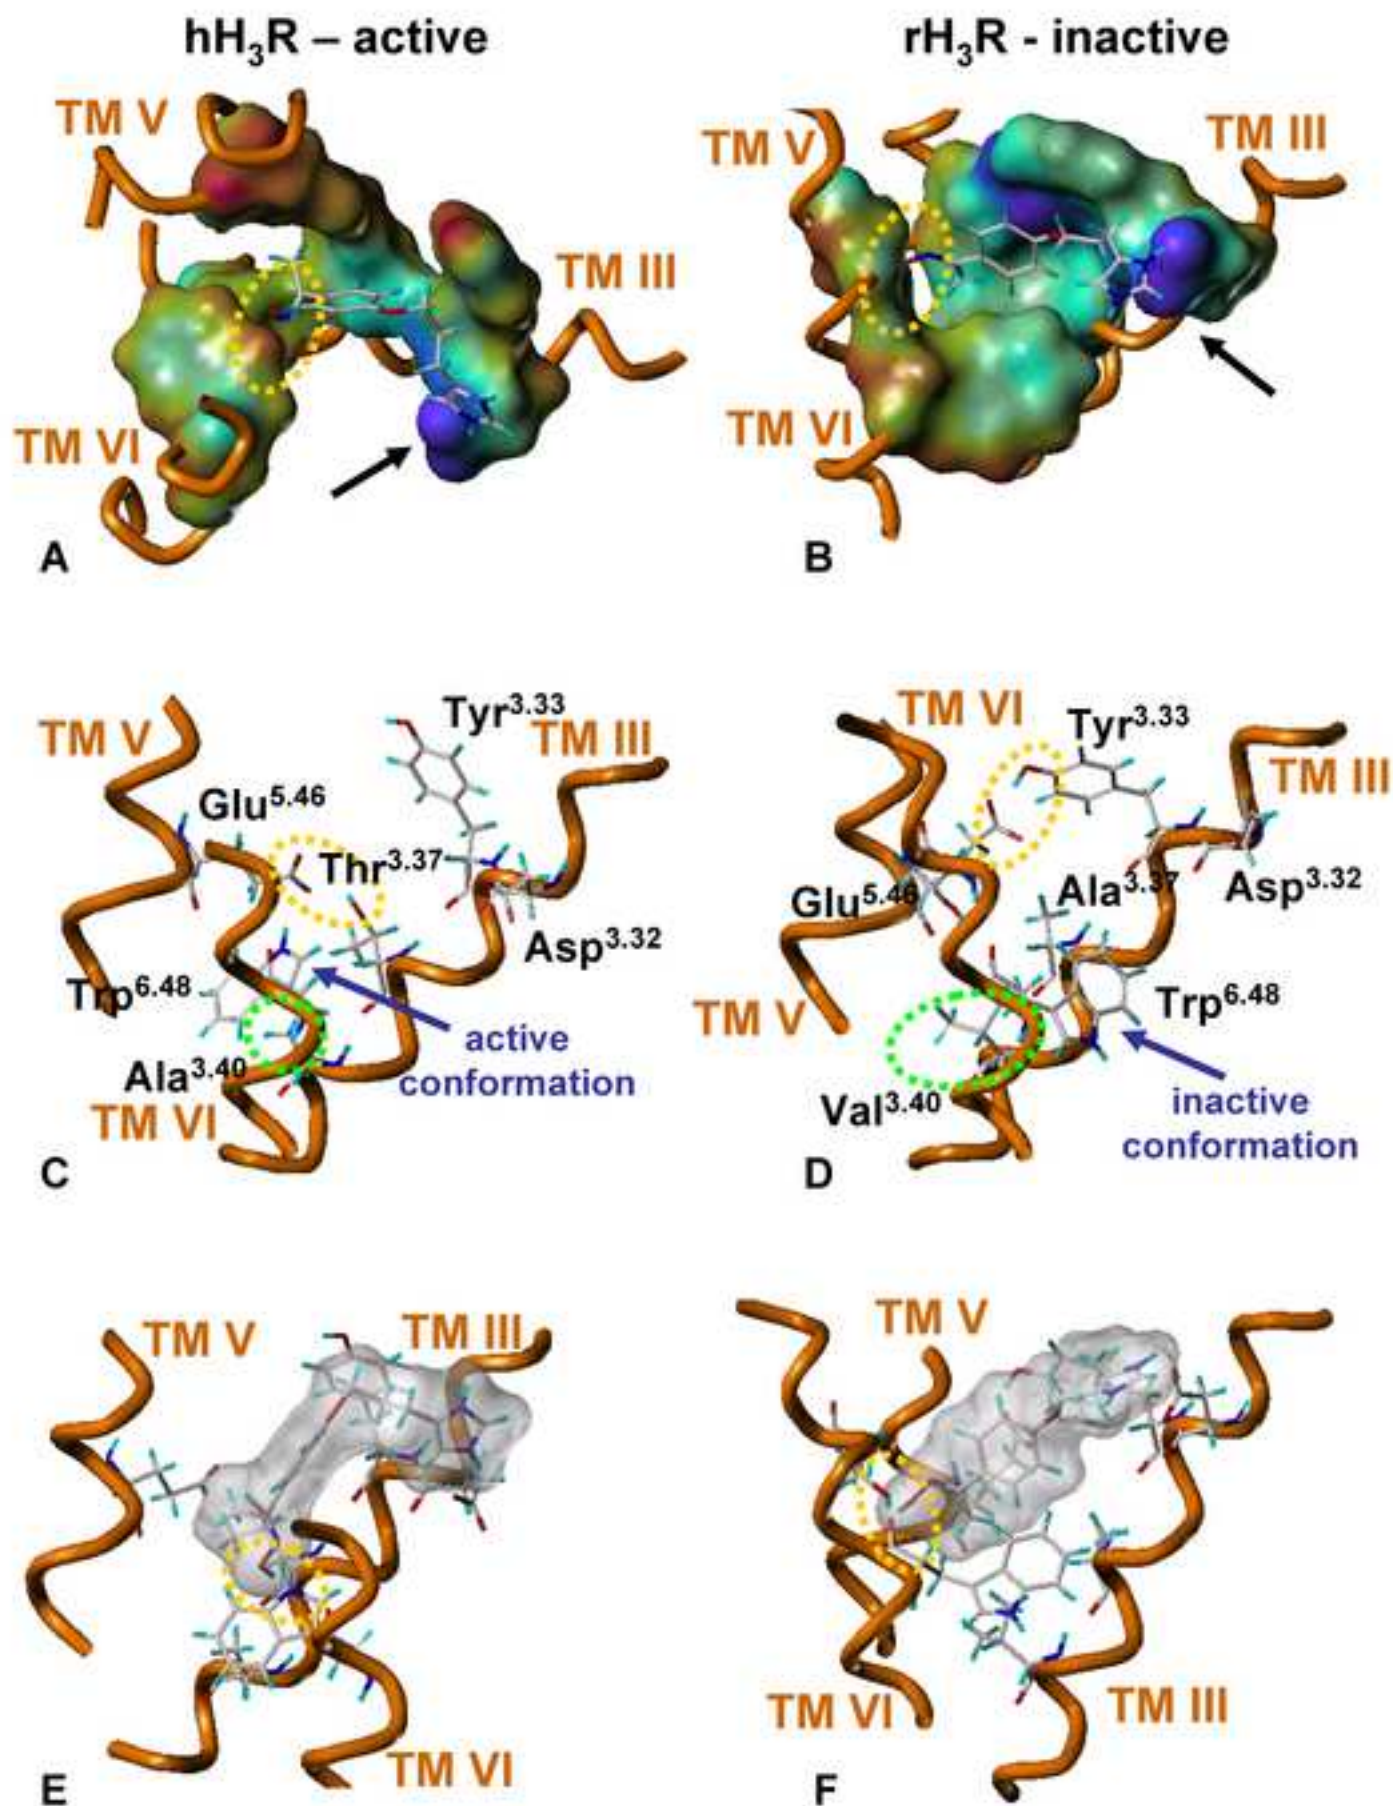 hH₃R – active
rH₃R - inactive
TM V
TM III
TM VI
A
TM V
TM III
TM VI
B
TM V
Tyr³·³³
TM III
Glu⁵·⁴⁶
Thr³·³⁷
Asp³·³²
Trp⁶·⁴⁸
active
conformation
Ala³·⁴⁰
TM VI
C
TM VI
Tyr³·³³
TM III
Glu⁵·⁴⁶
Ala³·³⁷
Asp³·³²
TM V
Trp⁶·⁴⁸
Val³·⁴⁰
inactive
conformation
D
TM V
TM III
TM VI
E
TM V
TM VI
TM III
F